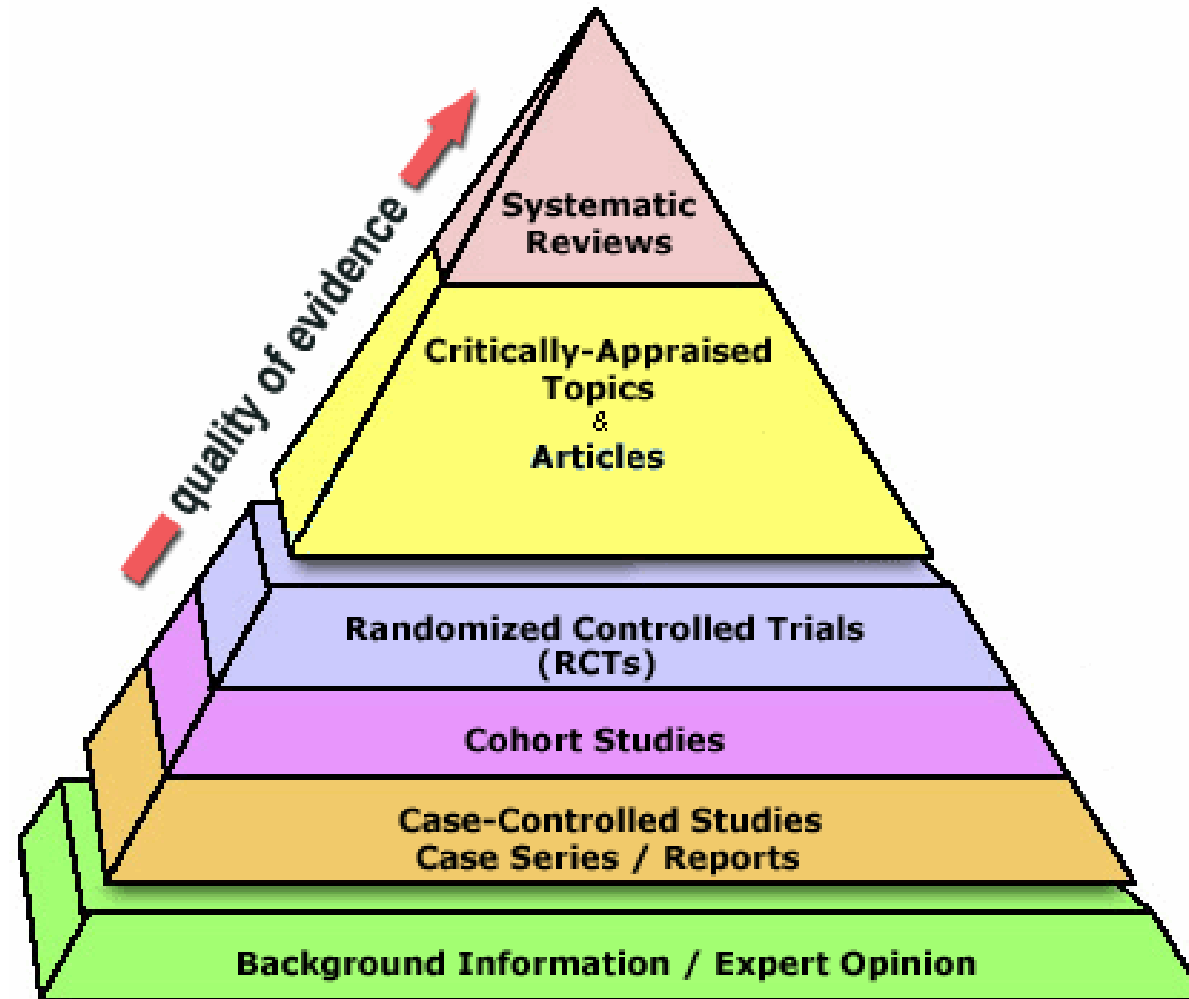 quality of evidence
Systematic
Reviews
Critically-Appraised
Topics
&
Articles
Randomized Controlled Trials
(RCTs)
Cohort Studies
Case-Controlled Studies
Case Series / Reports
Background Information / Expert Opinion